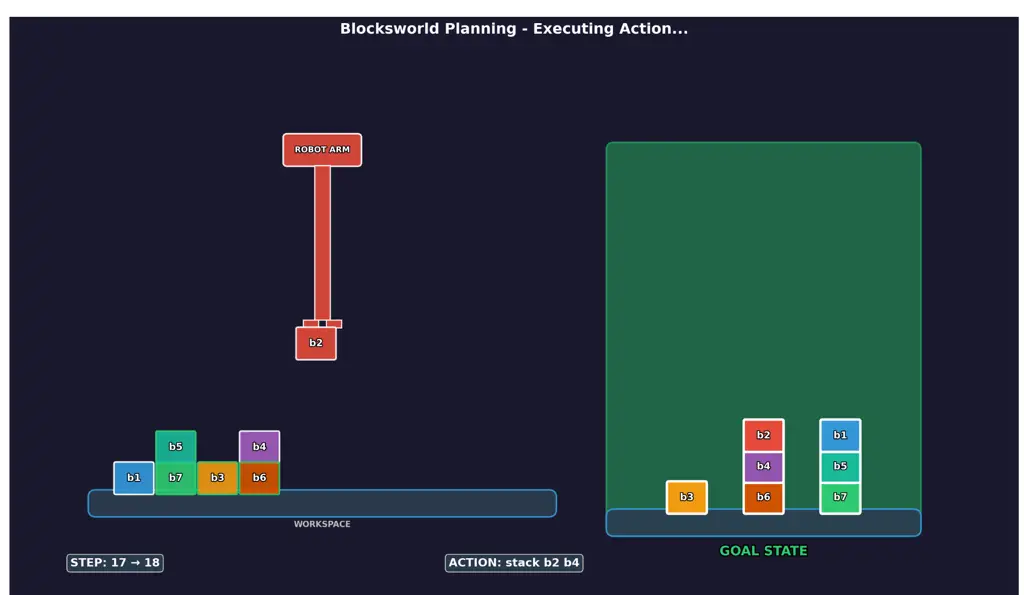 Blocksworld Planning - Executing Action...
ROBOT ARM
b2
b5
b4
b1
b7
b3
b6
WORKSPACE
b2
b1
b4
b5
b3
b6
b7
GOAL STATE
STEP: 17 → 18
ACTION: stack b2 b4